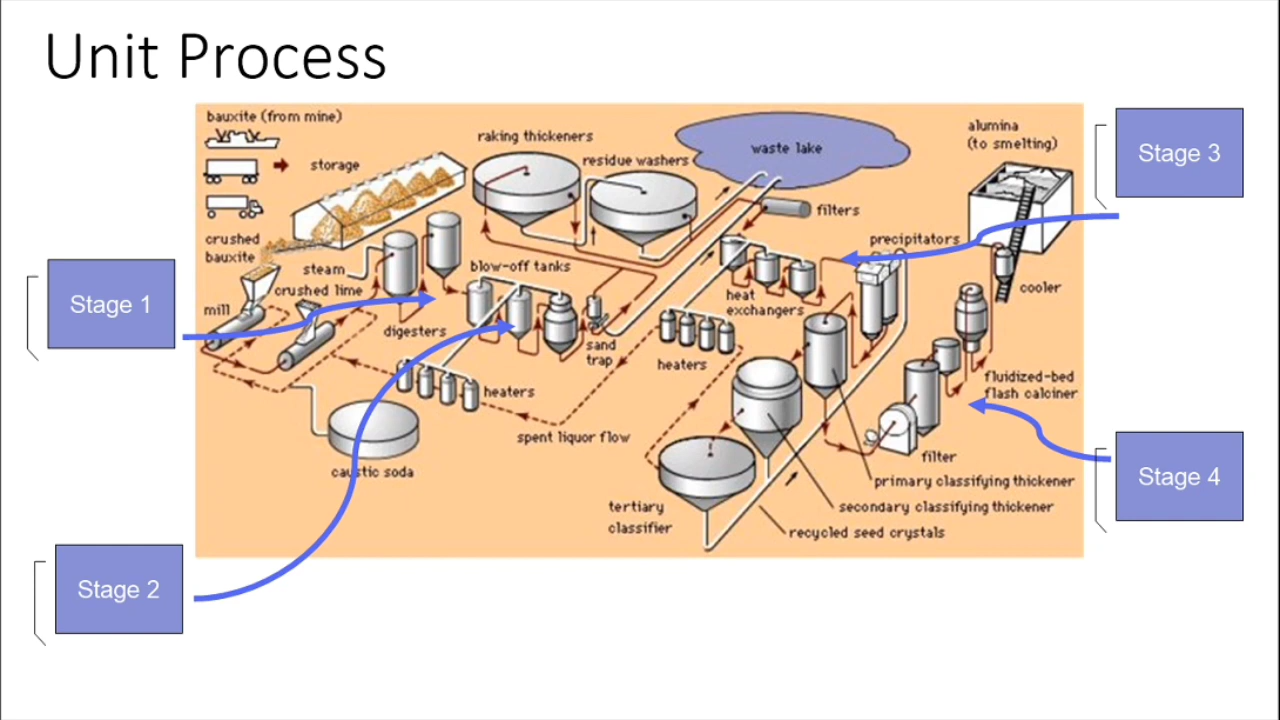 Unit Process
bauxite (from mine)
storage
crushed
bauxite
steam
crushed lime
mill
digesters
raking thickeners
residue washers
waste lake
filters
blow-off tanks
sand
trap
heaters
caustic soda
spent liquor flow
heat
exchangers
heaters
precipitators
alumina
(to smelting)
cooler
fluidized-bed
flash calciner
filter
primary classifying thickener
secondary classifying thickener
recycled seed crystals
tertiary
classifier
Stage 1
Stage 2
Stage 3
Stage 4